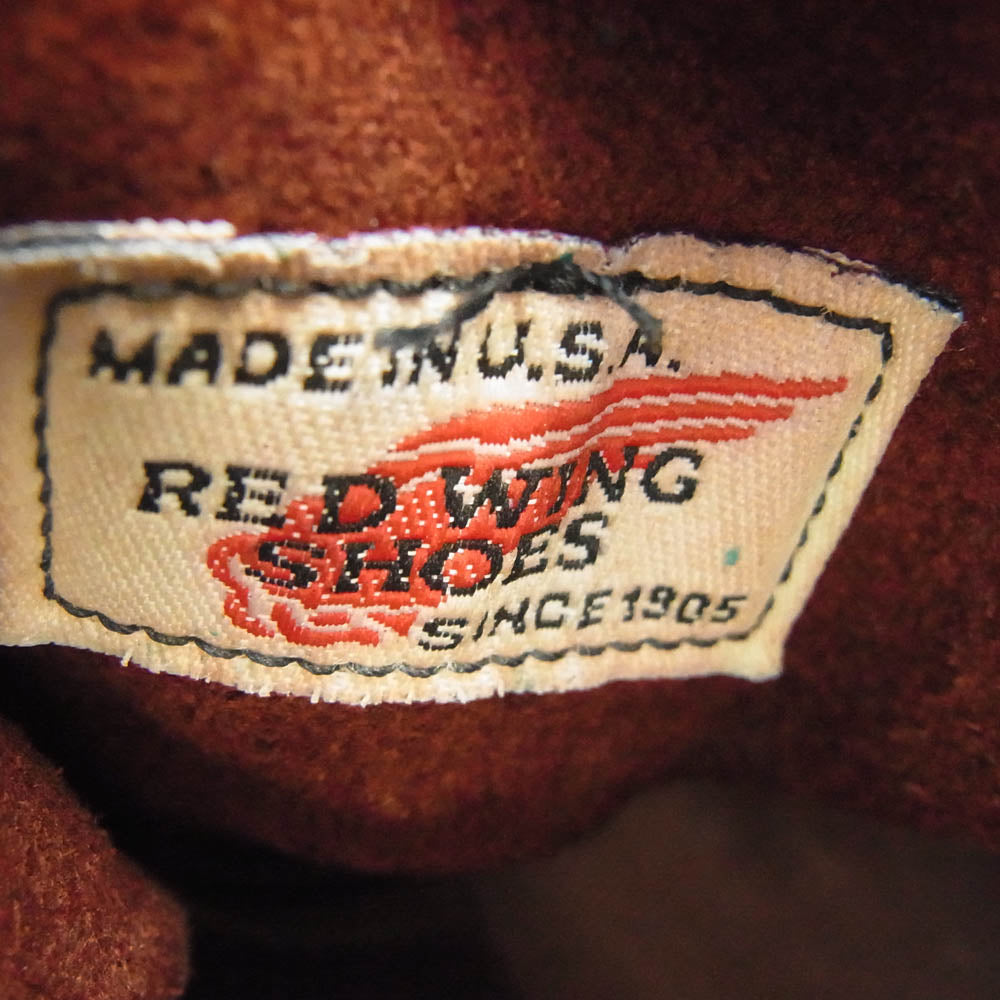 MADE IN U.S.A.
RED WING
SHOES
SINCE 1905